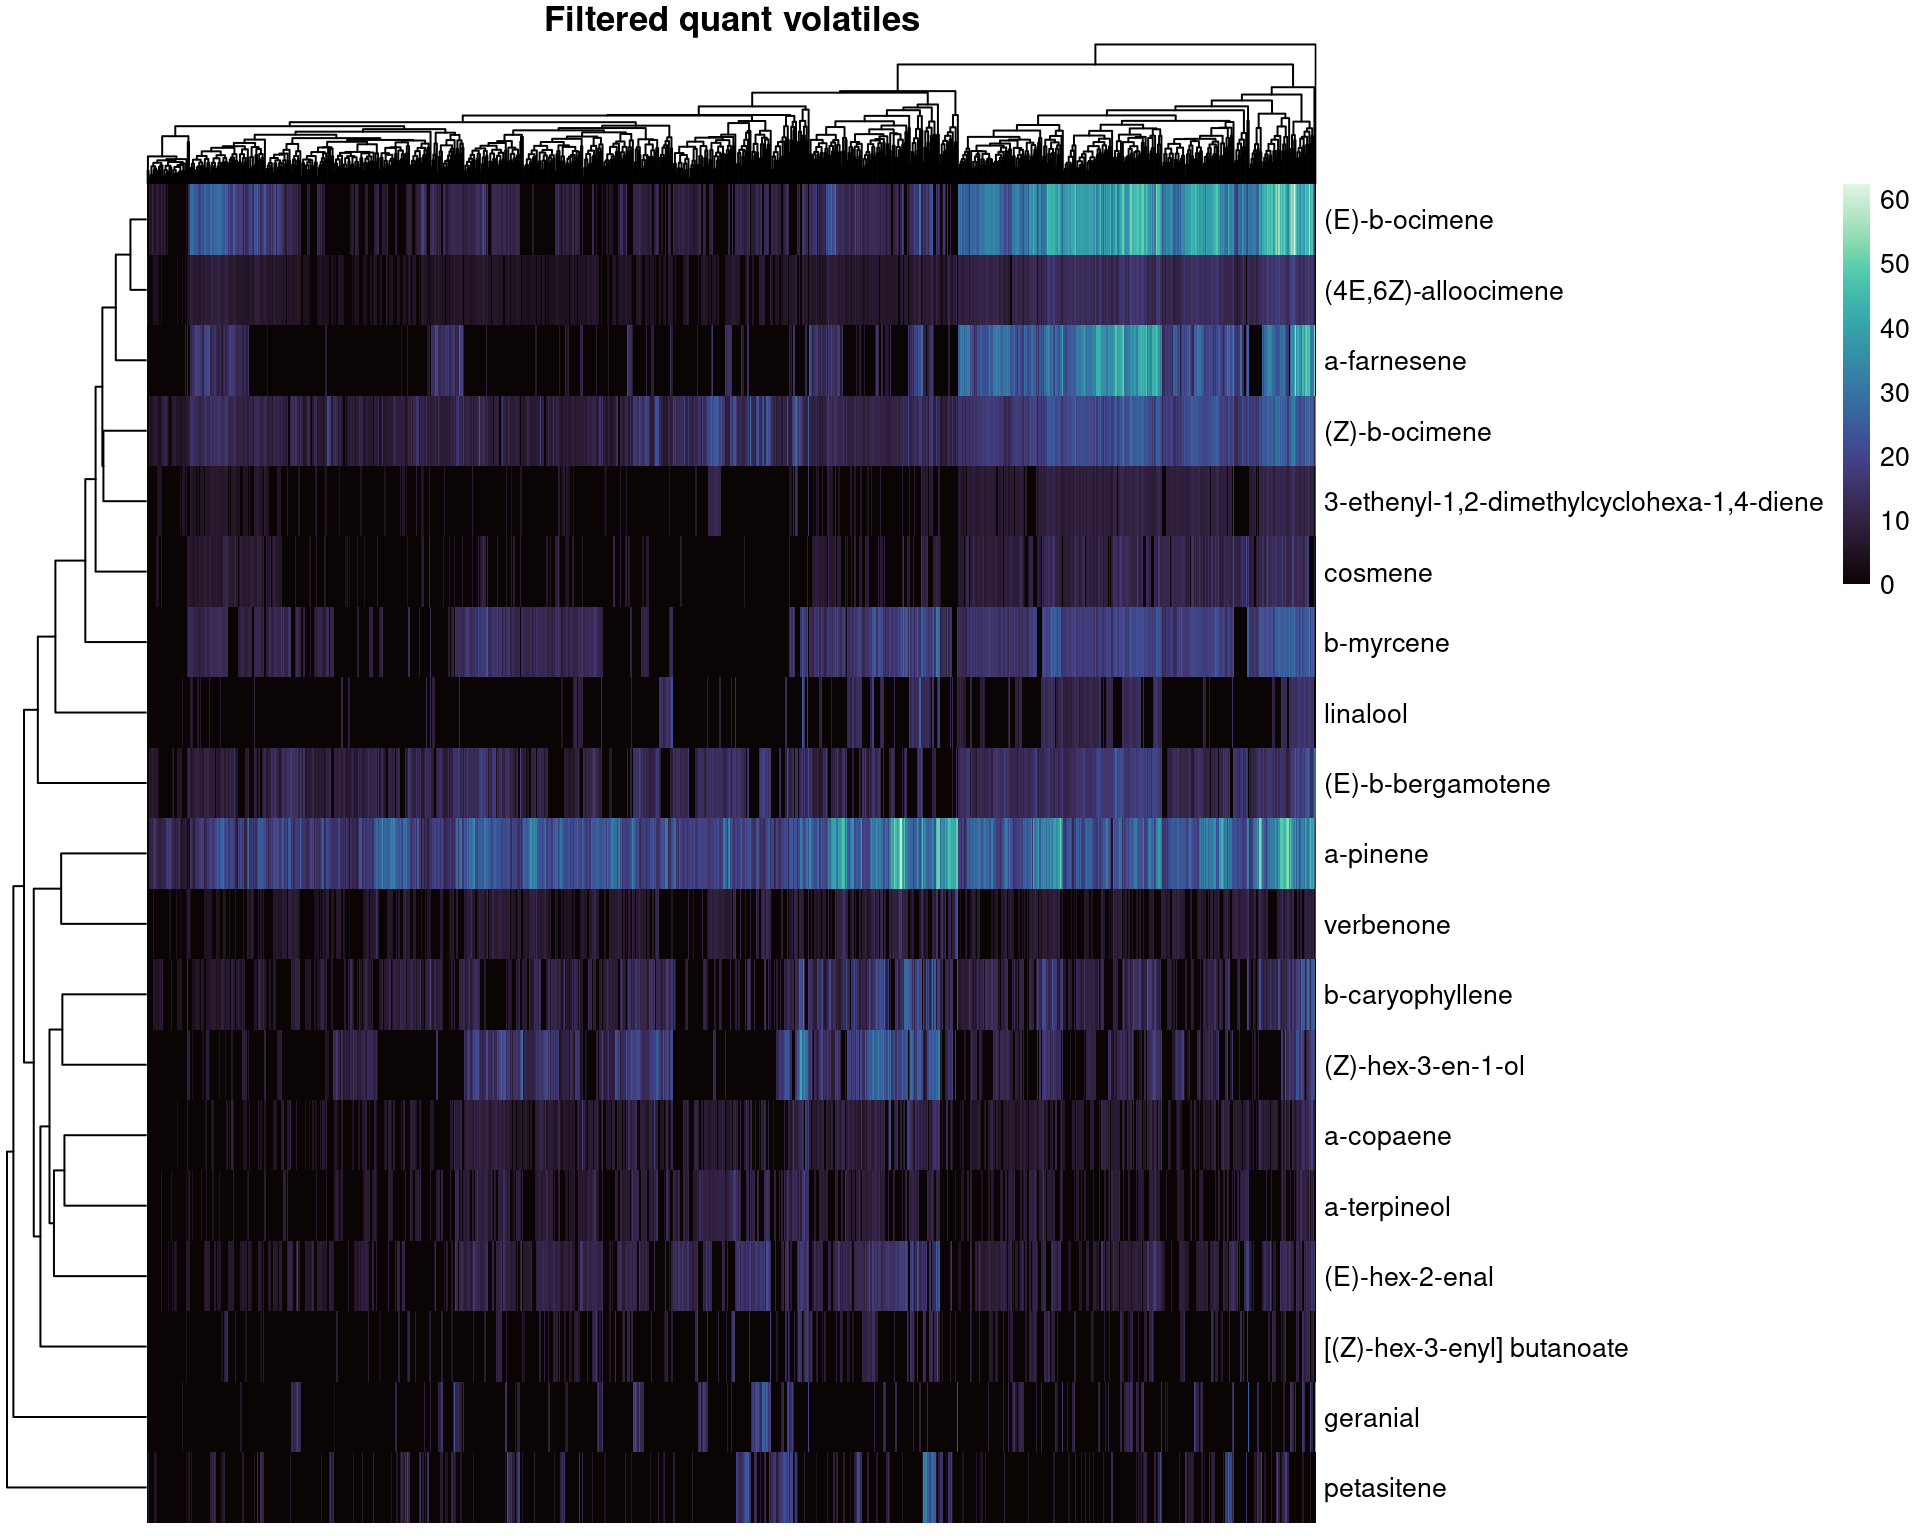 Filtered quant volatiles
(E)-b-ocimene
(4E,6Z)-alloocimene
a-farnesene
(Z)-b-ocimene
3-ethenyl-1,2-dimethylcyclohexa-1,4-diene
cosmene
b-myrcene
linalool
(E)-b-bergamotene
a-pinene
verbenone
b-caryophyllene
(Z)-hex-3-en-1-ol
a-copaene
a-terpineol
(E)-hex-2-enal
[(Z)-hex-3-enyl] butanoate
geranial
petasitene
60
50
40
30
20
10
0